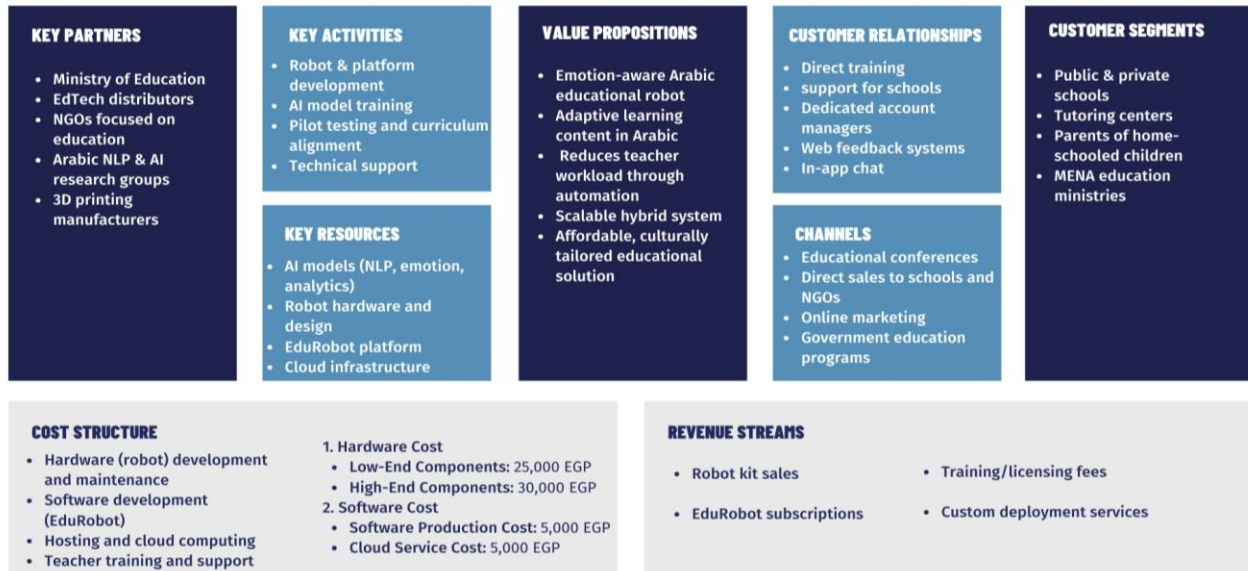 KEY PARTNERS
• Ministry of Education
• EdTech distributors
• NGOs focused on
education
• Arabic NLP & AI
research groups
• 3D printing
manufacturers
KEY ACTIVITIES
• Robot & platform
development
• AI model training
• Pilot testing and curriculum
alignment
• Technical support
KEY RESOURCES
• AI models (NLP, emotion,
analytics)
• Robot hardware and
design
• EduRobot platform
• Cloud infrastructure
VALUE PROPOSITIONS
• Emotion-aware Arabic
educational robot
• Adaptive learning
content in Arabic
• Reduces teacher
workload through
automation
• Scalable hybrid system
• Affordable, culturally
tailored educational
solution
CUSTOMER RELATIONSHIPS
• Direct training
• support for schools
• Dedicated account
managers
• Web feedback systems
• In-app chat
CHANNELS
• Educational conferences
• Direct sales to schools and
NGOs
• Online marketing
• Government education
programs
CUSTOMER SEGMENTS
• Public & private
schools
• Tutoring centers
• Parents of home-
schooled children
• MENA education
ministries
COST STRUCTURE
• Hardware (robot) development
and maintenance
• Software development
(EduRobot)
• Hosting and cloud computing
• Teacher training and support
1. Hardware Cost
• Low-End Components: 25,000 EGP
• High-End Components: 30,000 EGP
2. Software Cost
• Software Production Cost: 5,000 EGP
• Cloud Service Cost: 5,000 EGP
REVENUE STREAMS
• Robot kit sales
• EduRobot subscriptions
• Training/licensing fees
• Custom deployment services